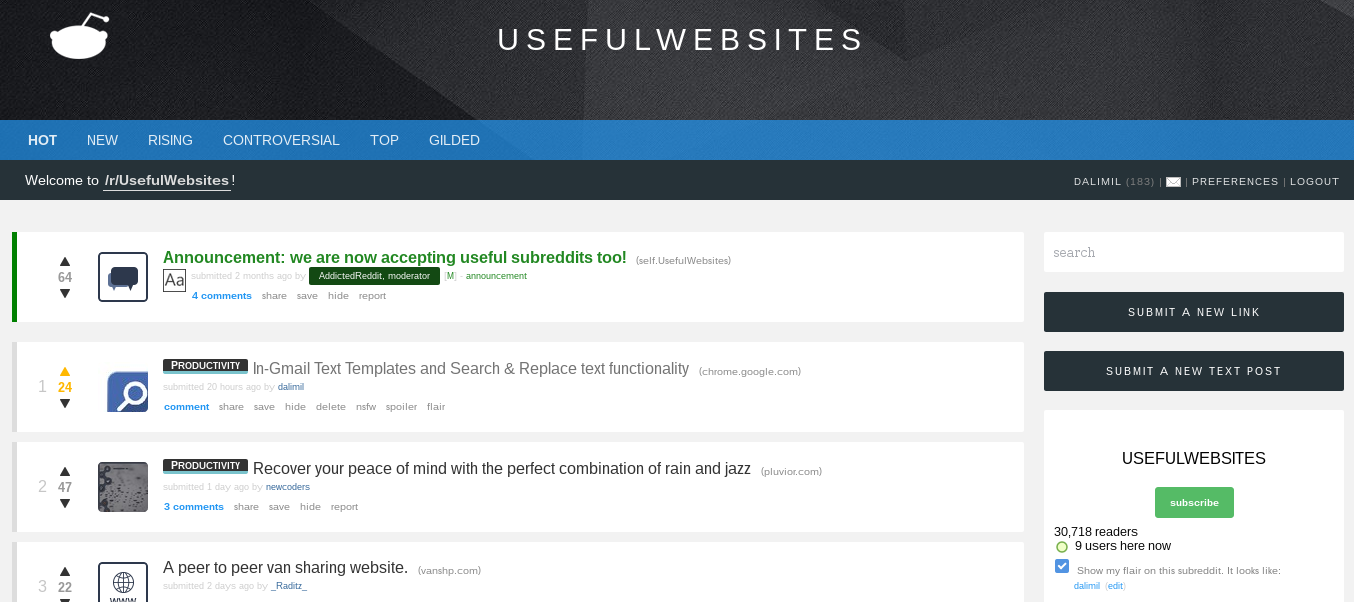 USEFULWEBSITES
HOT NEW RISING CONTROVERSIAL TOP GILDED
Welcome to /r/UsefulWebsites!
DALIMIL (183) | | PREFERENCES | LOGOUT
64
Announcement: we are now accepting useful subreddits too! (self.UsefulWebsites)
Aa submitted 2 months ago by AddictedReddit, moderator [M] - announcement
4 comments share save hide report
1 24
PRODUCTIVITY In-Gmail Text Templates and Search & Replace text functionality (chrome.google.com)
submitted 20 hours ago by dalimil
comment share save hide delete nsfw spoiler flair
2 47
PRODUCTIVITY Recover your peace of mind with the perfect combination of rain and jazz (pluvior.com)
submitted 1 day ago by newcoders
3 comments share save hide report
3 22
WWW
A peer to peer van sharing website. (vanshp.com)
submitted 2 days ago by _Raditz_
search
SUBMIT A NEW LINK
SUBMIT A NEW TEXT POST
USEFULWEBSITES
subscribe
30,718 readers
9 users here now
Show my flair on this subreddit. It looks like:
dalimil (edit)